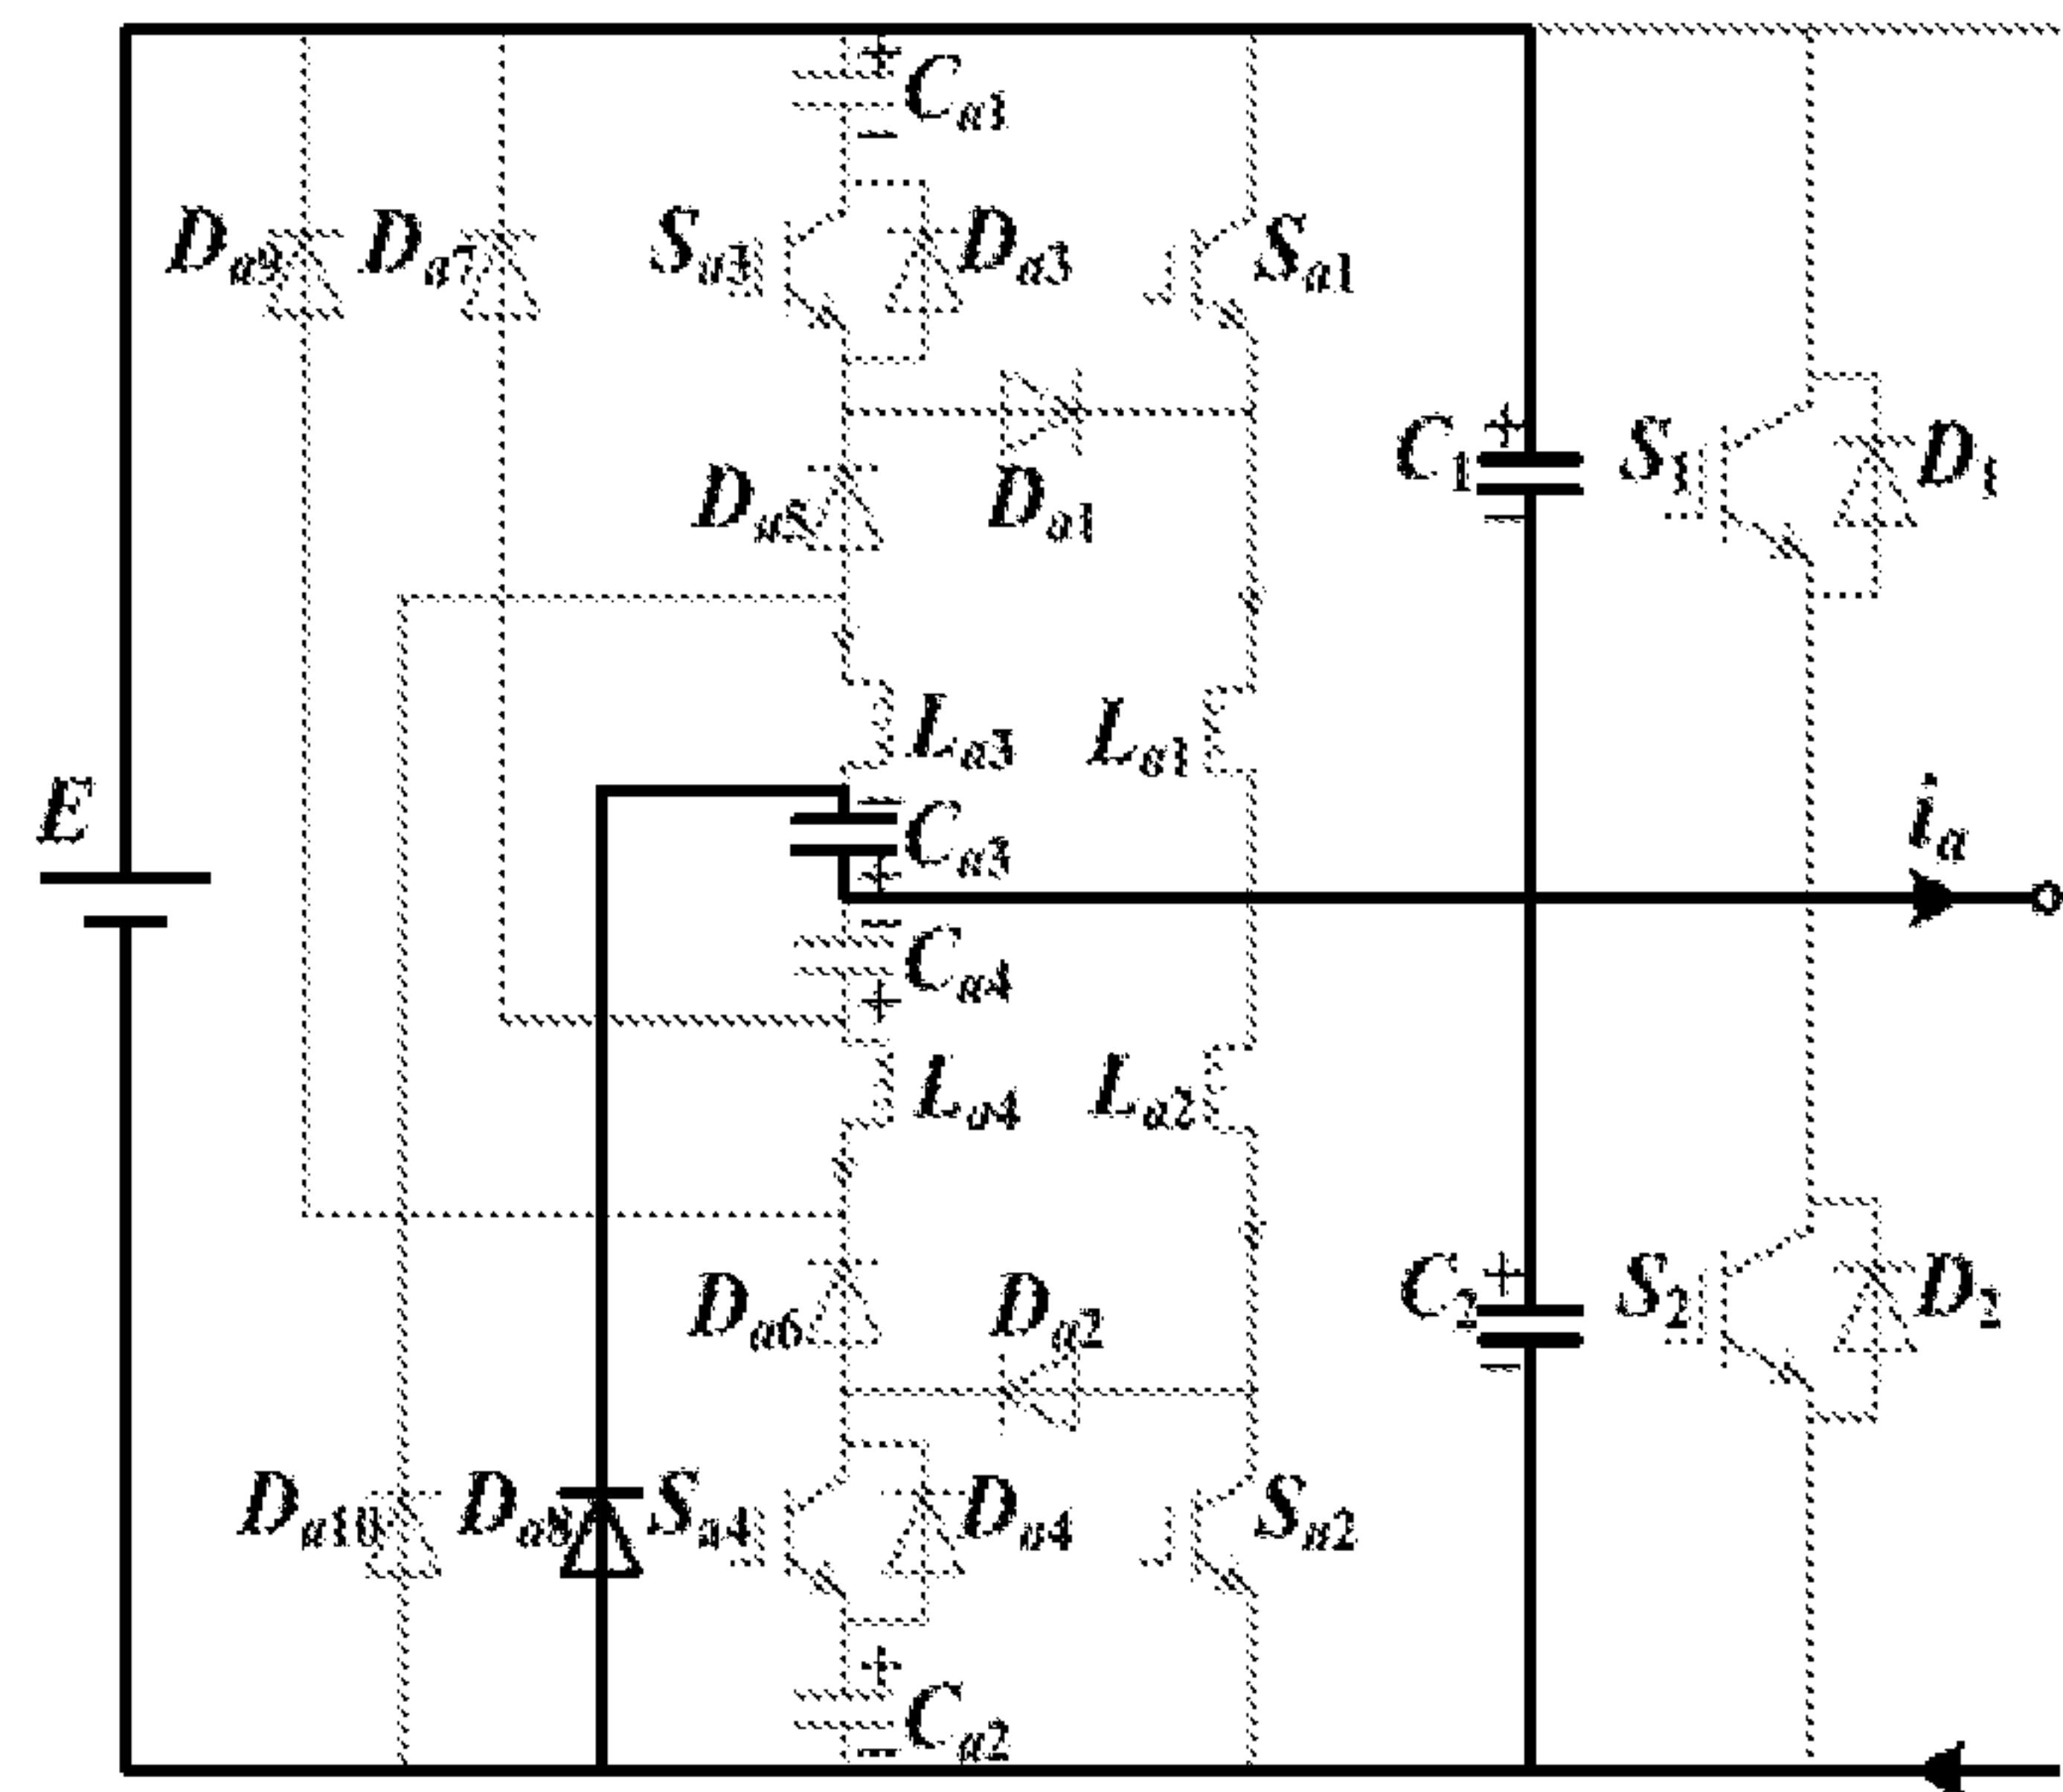 +
C_a1
−
D_a9 D_a7 S_a3 D_a3 S_a1
C_1 + S_1 D_1
−
D_a5 D_a1
L_a3 L_a1
E
−
C_a3
+
i_a
−
C_a4
+
L_a4 L_a2
D_a6 D_a2
C_2 + S_2 D_2
−
D_a10 D_a8 S_a4 D_a4 S_a2
+
C_a2
−